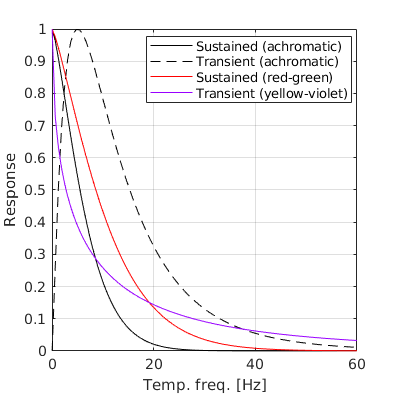 1
0.9
0.8
0.7
0.6
0.5
0.4
0.3
0.2
0.1
0
Response
Sustained (achromatic)
Transient (achromatic)
Sustained (red-green)
Transient (yellow-violet)
0 20 40 60
Temp. freq. [Hz]